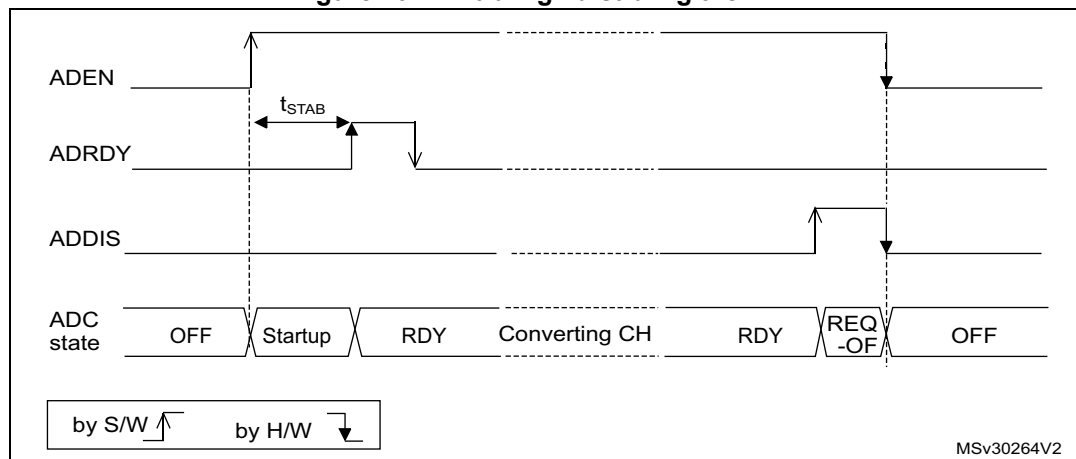 ADEN
tSTAB
ADRDY
ADDIS
ADC
state
OFF
Startup
RDY
Converting CH
RDY
REQ
-OF
OFF
by S/W
by H/W
MSv30264V2